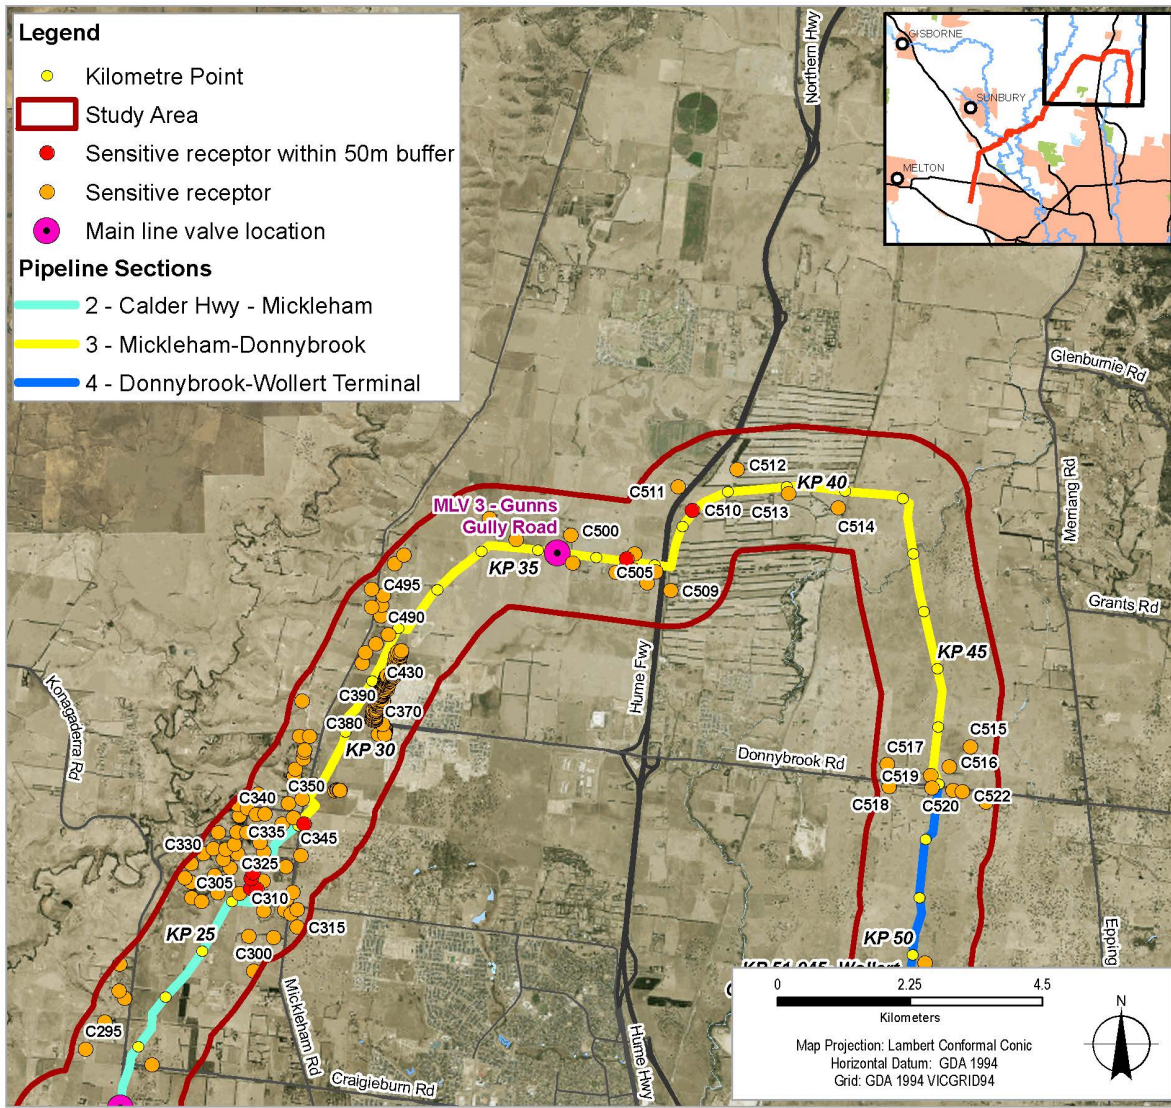 Legend
Kilometre Point
Study Area
Sensitive receptor within 50m buffer
Sensitive receptor
Main line valve location
Pipeline Sections
2 - Calder Hwy - Mickleham
3 - Mickleham-Donnybrook
4 - Donnybrook-Wollert Terminal
Northern Hwy
GISBORNE
SUNBURY
MELTON
Glenburnie Rd
Merriang Rd
Grants Rd
C512
C511
KP 40
MLV 3 - Gunns
Gully Road
C510
C513
C514
C500
KP 35
C505
C509
C495
C490
Hume Fwy
KP 45
C430
C390
C370
C380
KP 30
Konagaderra Rd
Donnybrook Rd
C515
C517
C516
C519
C518
C520
C522
C350
C340
C335
C345
C330
C325
C305
C310
C315
KP 25
C300
KP 50
Epping
C295
Mickleham Rd
Craigieburn Rd
Hume Hwy
0
2.25
4.5
Kilometers
Map Projection: Lambert Conformal Conic
Horizontal Datum: GDA 1994
Grid: GDA 1994 VICGRID94
N